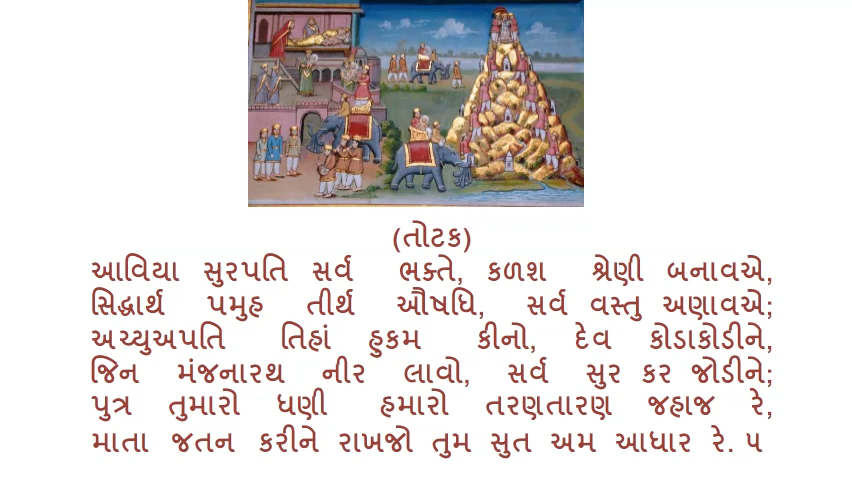 (તોટક)
આવિયા સુરપતિ સર્વ ભક્તે, કળશ શ્રેણી બનાવએ,
સિદ્ધાર્થ પમુહ તીર્થ ઔષધિ, સર્વ વસ્તુ અણાવએ;
અચ્યુઅપતિ તિહાં હુકમ કીનો, દેવ કોડાકોડીને,
જિન મંજનારથ નીર લાવો, સર્વ સુર કર જોડીને;
પુત્ર તુમારો ધણી હમારો તરણતારણ જહાજ રે,
માતા જતન કરીને રાખજો તુમ સુત અમ આધાર રે. ૫